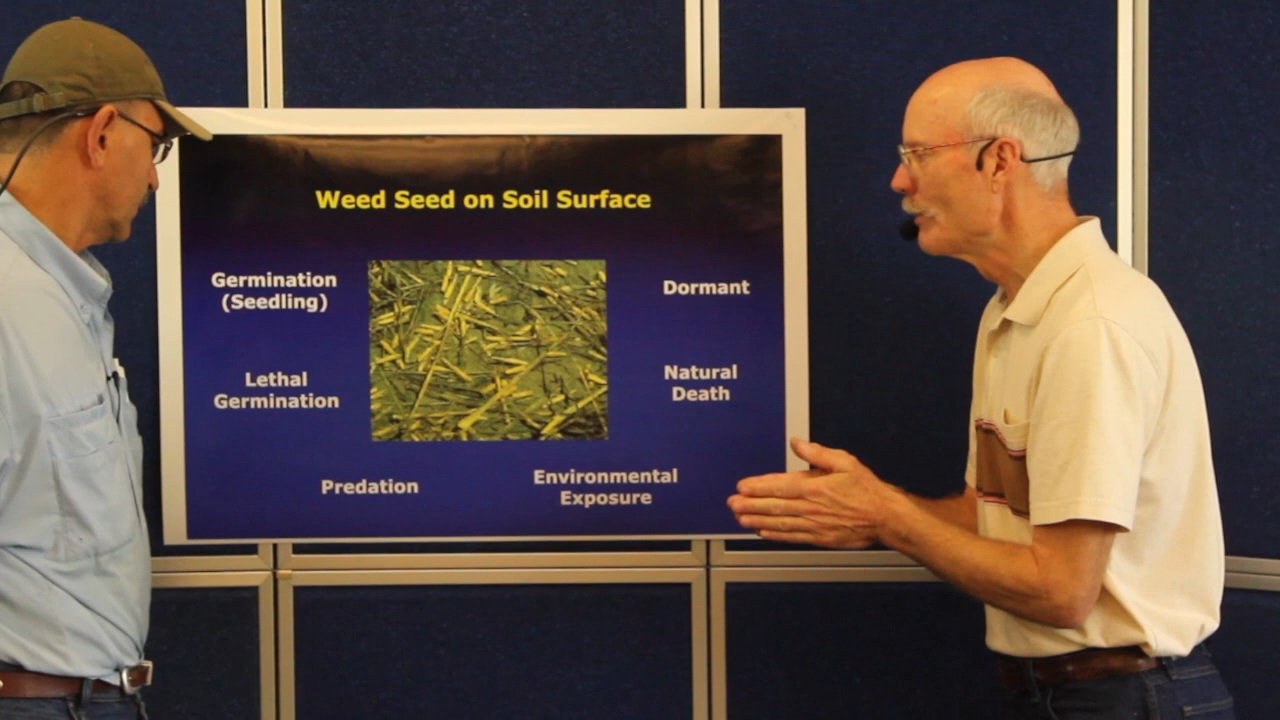 Weed Seed on Soil Surface
Germination
(Seedling)
Dormant
Lethal
Germination
Natural
Death
Predation
Environmental
Exposure